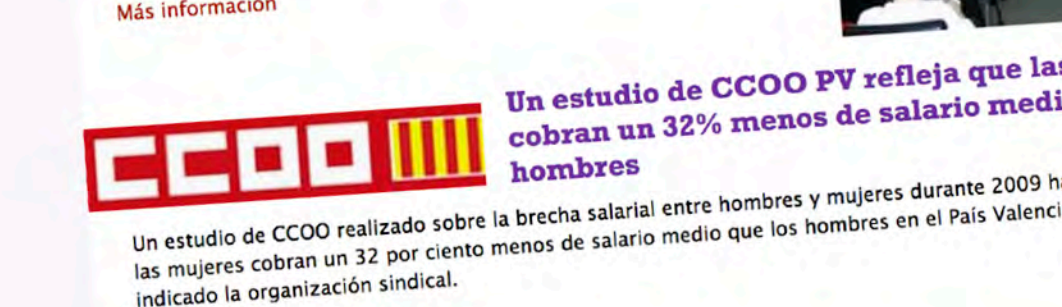 Más información
Un estudio de CCOO PV refleja que las
cobran un 32% menos de salario medi
hombres
CCOO
Un estudio de CCOO realizado sobre la brecha salarial entre hombres y mujeres durante 2009 ha
las mujeres cobran un 32 por ciento menos de salario medio que los hombres en el País Valenci
indicado la organización sindical.